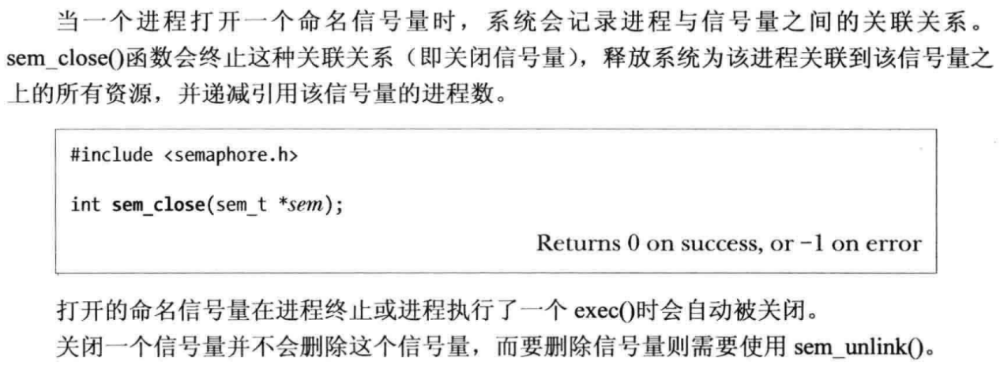 当一个进程打开一个命名信号量时，系统会记录进程与信号量之间的关联关系。
sem_close()函数会终止这种关联关系（即关闭信号量），释放系统为该进程关联到该信号量之
上的所有资源，并递减引用该信号量的进程数。
#include <semaphore.h>
int sem_close(sem_t *sem);
Returns 0 on success, or −1 on error
打开的命名信号量在进程终止或进程执行了一个 exec()时会自动被关闭。
关闭一个信号量并不会删除这个信号量，而要删除信号量则需要使用 sem_unlink()。